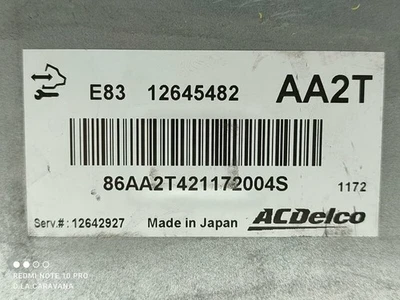 E83 12645482 AA2T
86AA2T421172004S 1172
Serv.#: 12642927 Made in Japan ACDelco
REDMI NOTE 10 PRO
D.LA CARAVANA